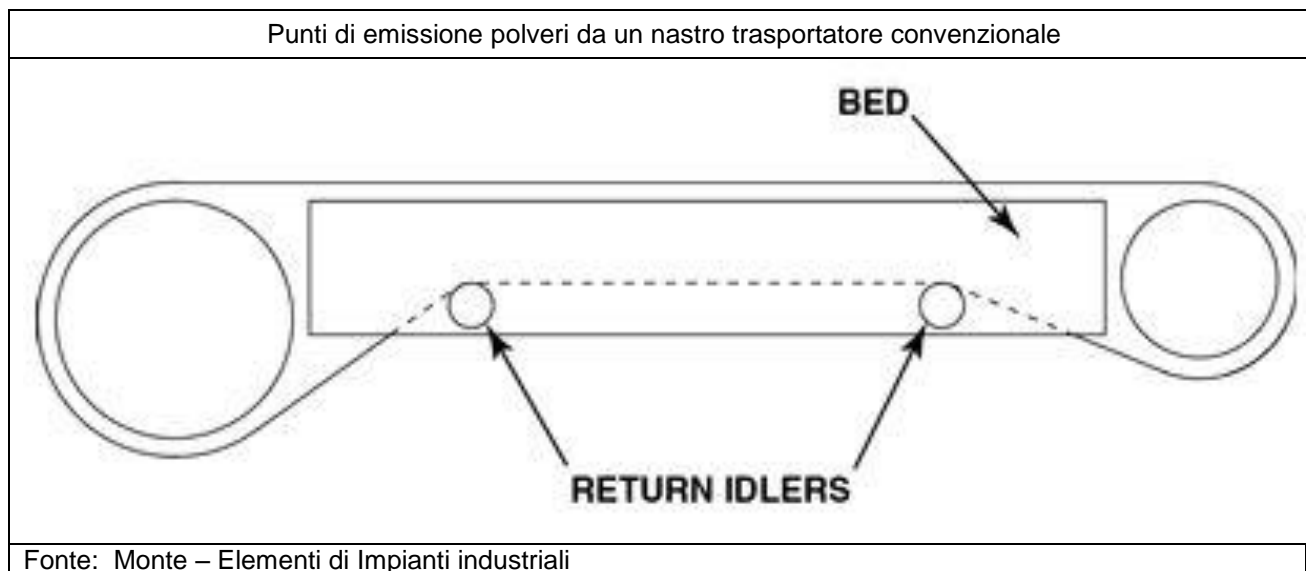 Punti di emissione polveri da un nastro trasportatore convenzionale
BED
RETURN IDLERS
Fonte: Monte – Elementi di Impianti industriali